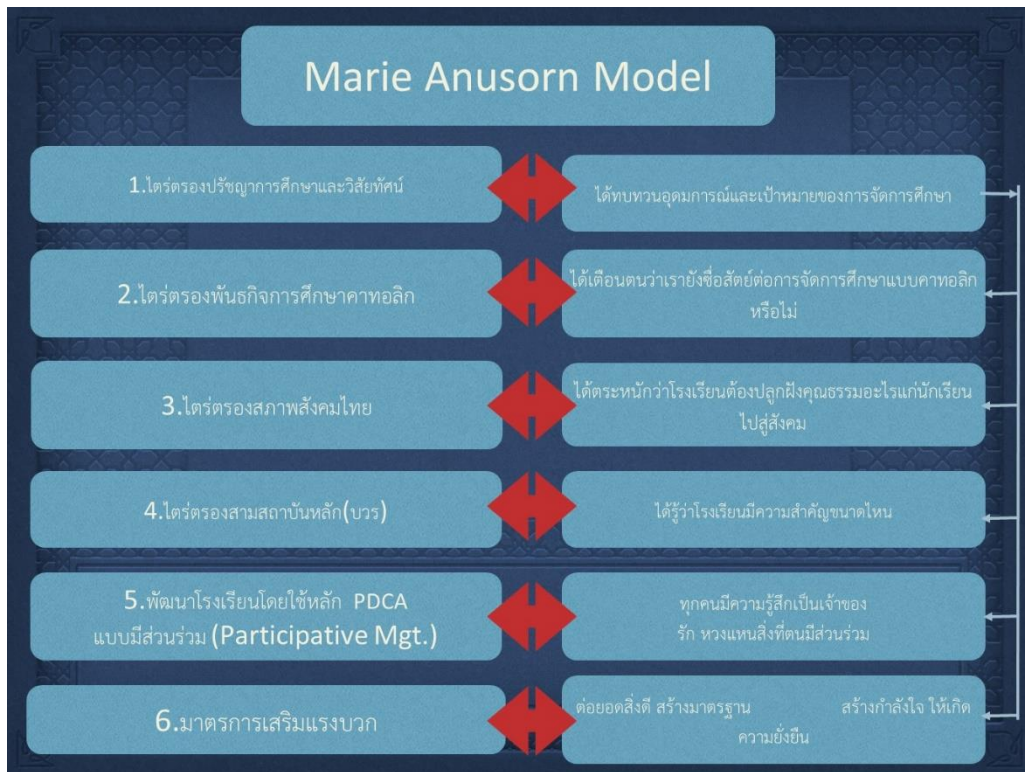 Marie Anusorn Model
1.ไตร่ตรองปรัชญาการศึกษาและวิสัยทัศน์
ได้ทบทวนอุดมการณ์และเป้าหมายของการจัดการศึกษา
2.ไตร่ตรองพันธกิจการศึกษาคาทอลิก
ได้เตือนตนว่าเรายังซื่อสัตย์ต่อการจัดการศึกษาแบบคาทอลิก
หรือไม่
3.ไตร่ตรองสภาพสังคมไทย
ได้ตระหนักว่าโรงเรียนต้องปลูกฝังคุณธรรมอะไรแก่นักเรียน
ไปสู่สังคม
4.ไตร่ตรองสามสถาบันหลัก(บวร)
ได้รู้ว่าโรงเรียนมีความสำคัญขนาดไหน
5.พัฒนาโรงเรียนโดยใช้หลัก PDCA
แบบมีส่วนร่วม (Participative Mgt.)
ทุกคนมีความรู้สึกเป็นเจ้าของ
รัก หวงแหนสิ่งที่ตนมีส่วนร่วม
6.มาตรการเสริมแรงบวก
ต่อยอดสิ่งดี สร้างมาตรฐาน สร้างกำลังใจ ให้เกิด
ความยั่งยืน